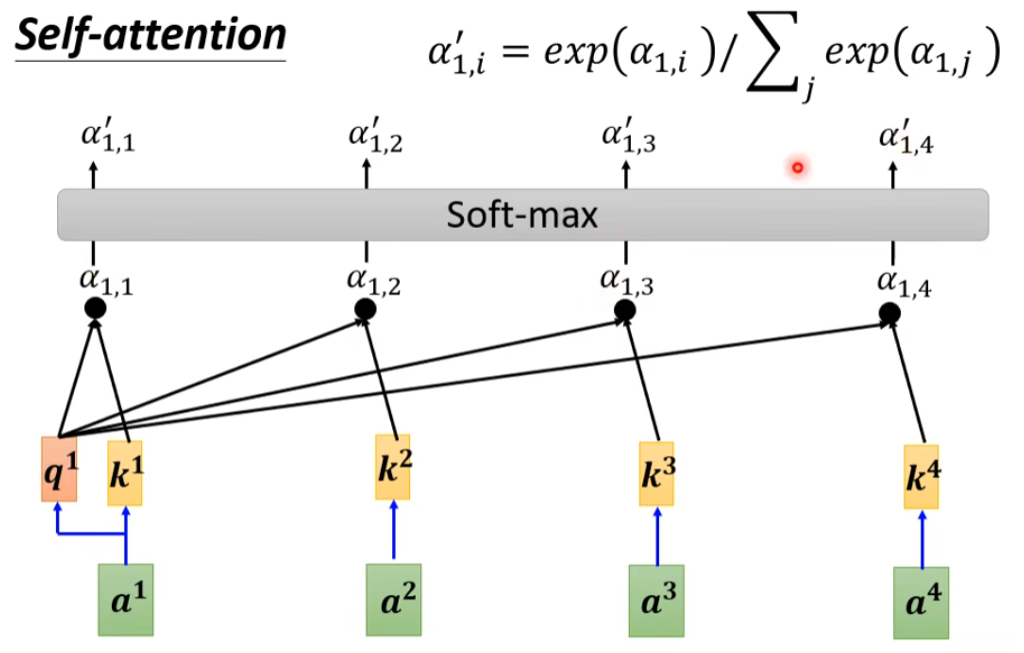 Self-attention
α′1,i = exp(α1,i)/∑j exp(α1,j)
α′1,1 α′1,2 α′1,3 α′1,4
Soft-max
α1,1 α1,2 α1,3 α1,4
q¹ k¹ k² k³ k⁴
a¹ a² a³ a⁴